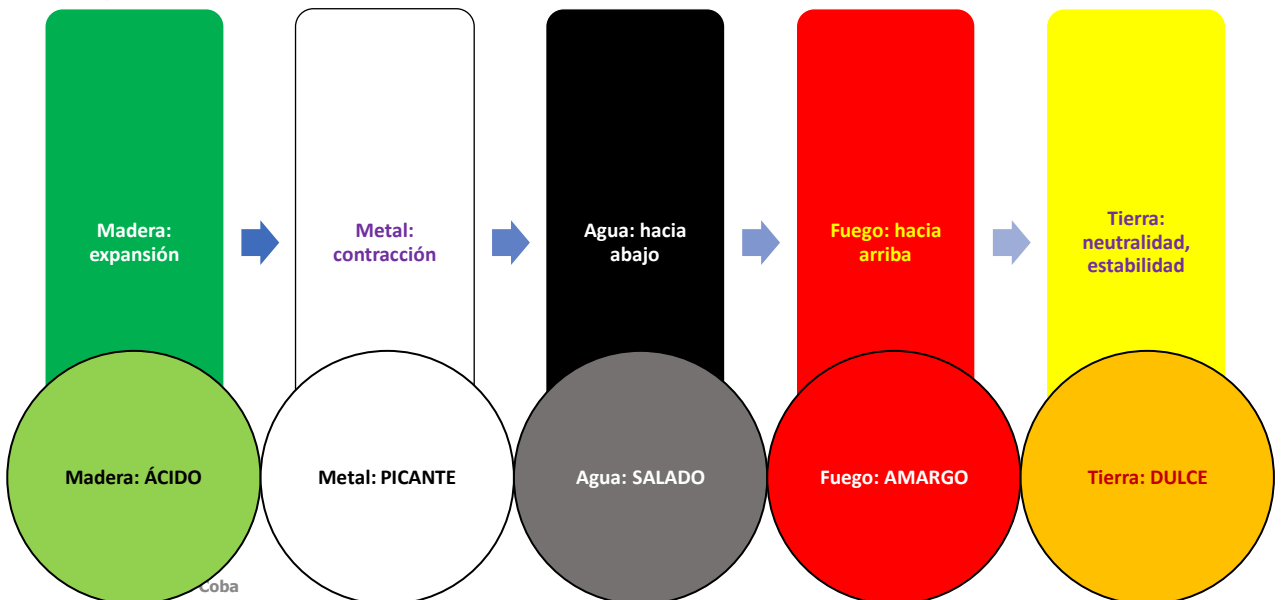 Madera:
expansión
Metal:
contracción
Agua: hacia
abajo
Fuego: hacia
arriba
Tierra:
neutralidad,
estabilidad
Madera: ÁCIDO
Metal: PICANTE
Agua: SALADO
Fuego: AMARGO
Tierra: DULCE
Coba